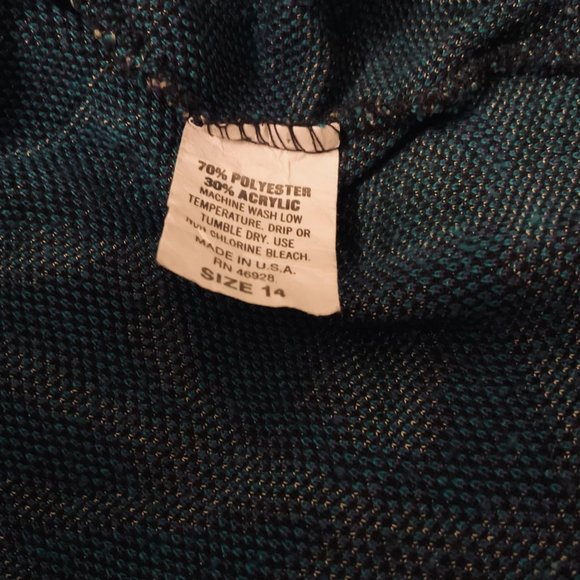 70% POLYESTER
30% ACRYLIC
MACHINE WASH LOW
TEMPERATURE. DRIP OR
TUMBLE DRY. USE
CHLORINE BLEACH.
MADE IN U.S.A.
RN 46928
SIZE 14